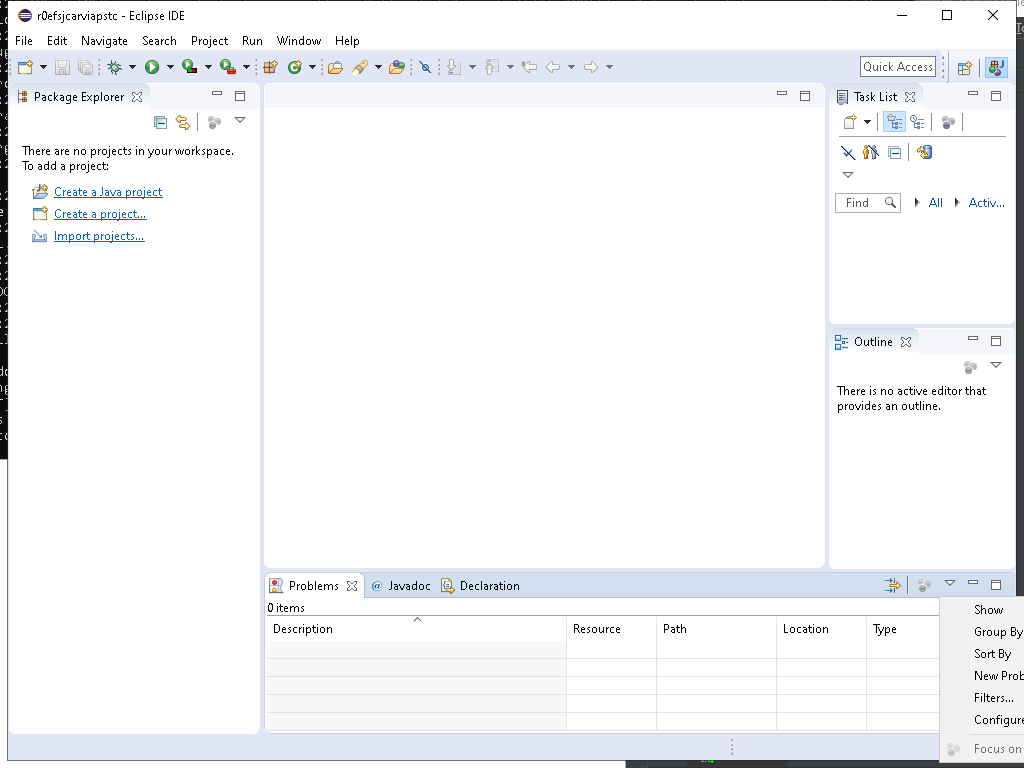 r0efsjcarviapstc - Eclipse IDE
File Edit Navigate Search Project Run Window Help
Quick Access
Package Explorer
There are no projects in your workspace.
To add a project:
Create a Java project
Create a project...
Import projects...
Task List
Find All Activ...
Outline
There is no active editor that
provides an outline.
Problems @ Javadoc Declaration
0 items
Description Resource Path Location Type
Show
Group By
Sort By
New Prob
Filters...
Configure
Focus on